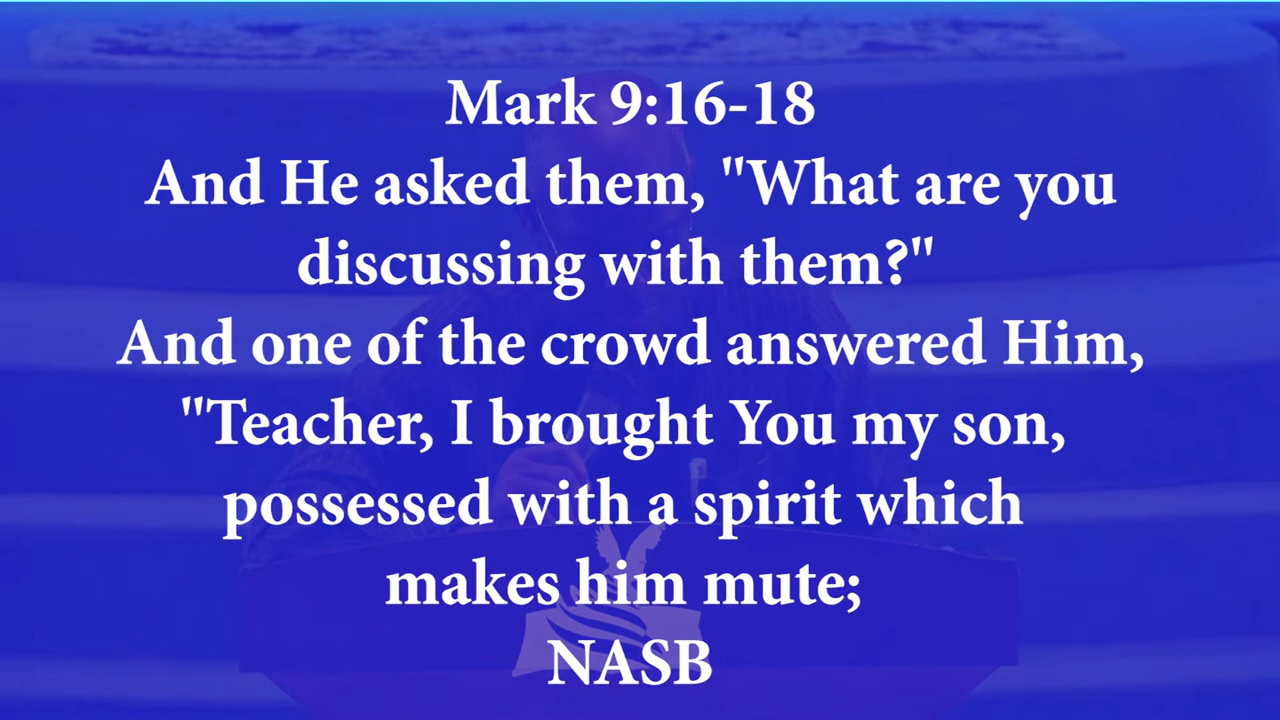 Mark 9:16-18
And He asked them, "What are you
discussing with them?"
And one of the crowd answered Him,
"Teacher, I brought You my son,
possessed with a spirit which
makes him mute;
NASB